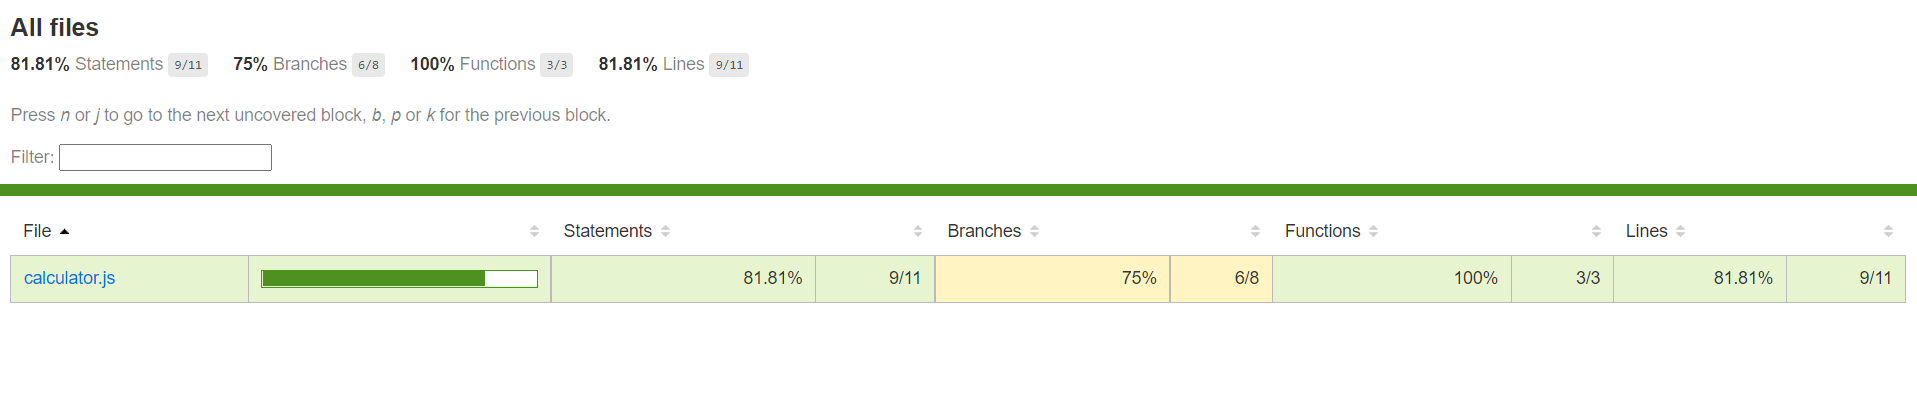 All files
81.81% Statements 9/11 75% Branches 6/8 100% Functions 3/3 81.81% Lines 9/11
Press n or j to go to the next uncovered block, b, p or k for the previous block.
Filter:
File Statements Branches Functions Lines
calculator.js 81.81% 9/11 75% 6/8 100% 3/3 81.81% 9/11